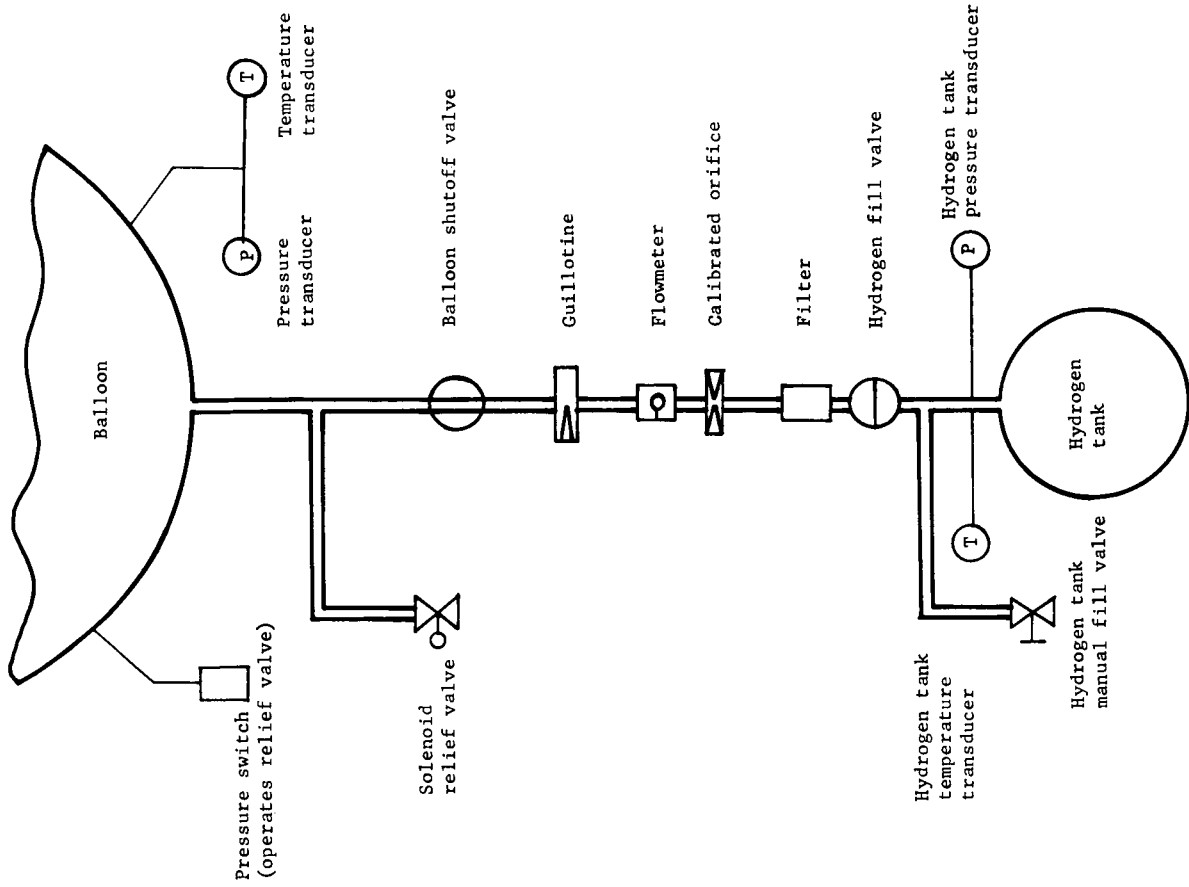 Balloon
T
Temperature
transducer
P
Pressure
transducer
Pressure switch
(operates relief valve)
Solenoid
relief valve
Balloon shutoff valve
Guillotine
Flowmeter
Calibrated orifice
Filter
Hydrogen fill valve
P
Hydrogen tank
pressure transducer
T
Hydrogen tank
temperature
transducer
Hydrogen tank
manual fill valve
Hydrogen
tank